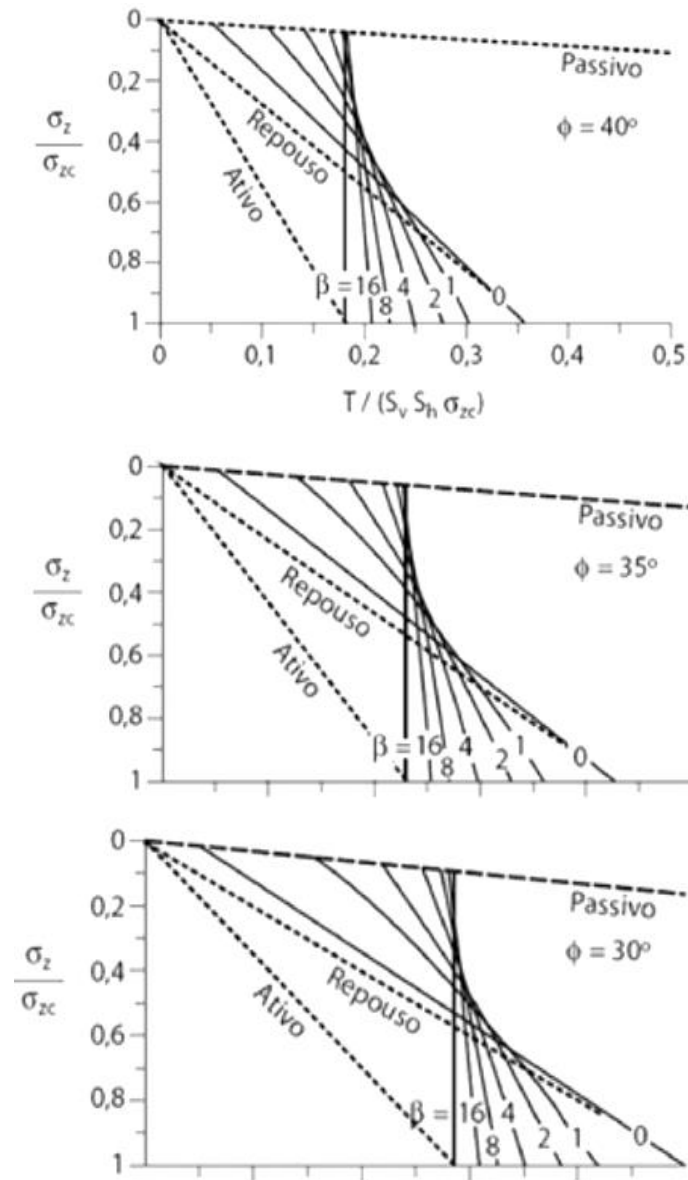 0
0,2
0,4
0,6
0,8
1
σz
σzc
Passivo
φ = 40º
Repouso
Ativo
β = 16 4 1 0
8 2
0 0,1 0,2 0,3 0,4 0,5
T / (Sv Sh σzc)
0
0,2
0,4
0,6
0,8
1
σz
σzc
Passivo
φ = 35º
Repouso
Ativo
β = 16 4 1 0
8 2
0
0,2
0,4
0,6
0,8
1
σz
σzc
Passivo
φ = 30º
Repouso
Ativo
β = 16 4 2 1 0
8